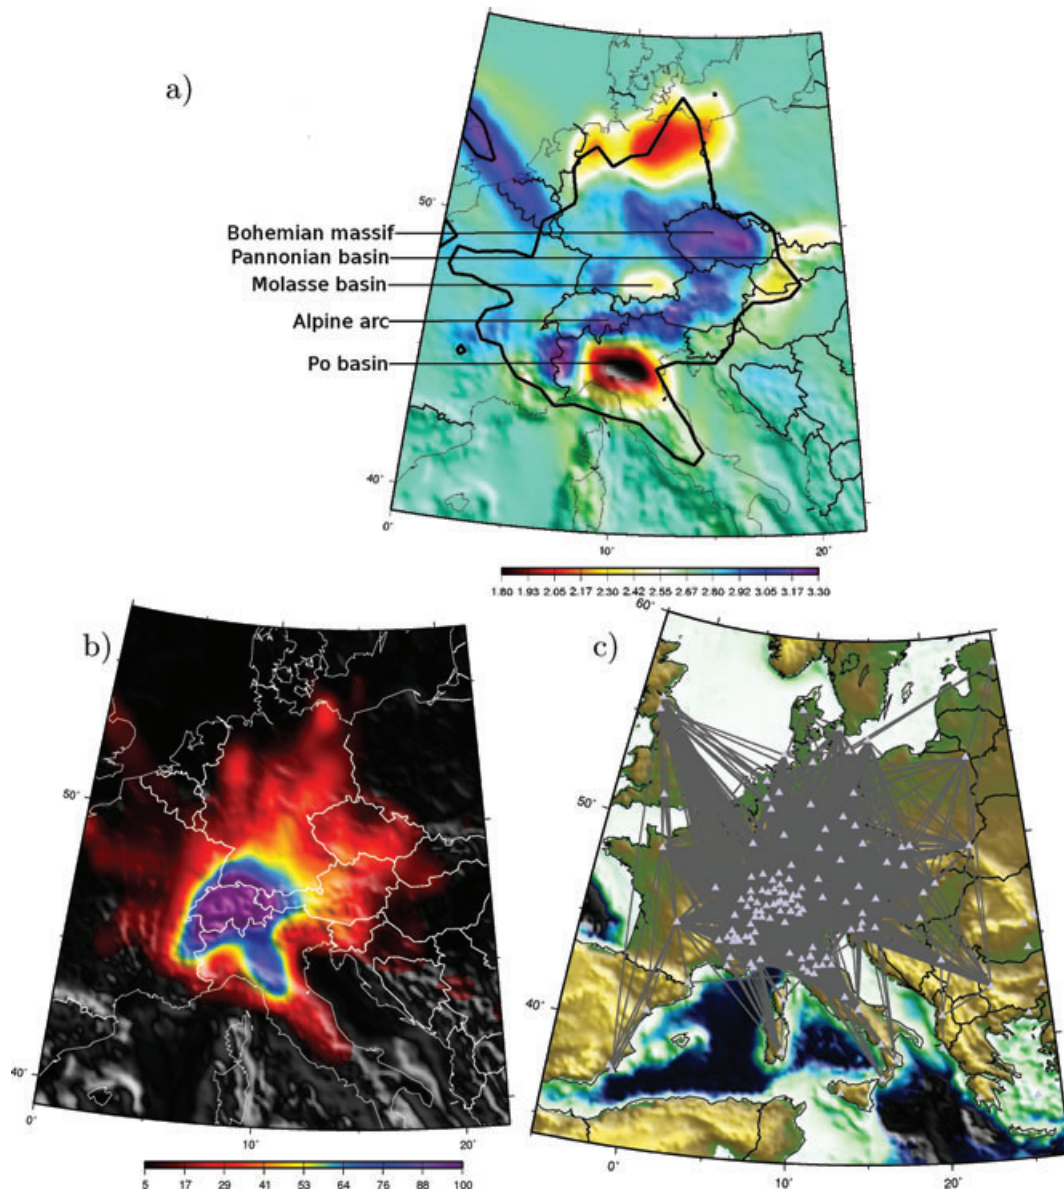 a)
50°
Bohemian massif
Pannonian basin
Molasse basin
Alpine arc
Po basin
40°
0°
10°
20°
1.80 1.93 2.05 2.17 2.30 2.42 2.55 2.67 2.80 2.92 3.05 3.17 3.30
b)
50°
40°
0°
10°
20°
5 17 29 41 53 64 76 88 100
c)
60°
50°
40°
0°
10°
20°